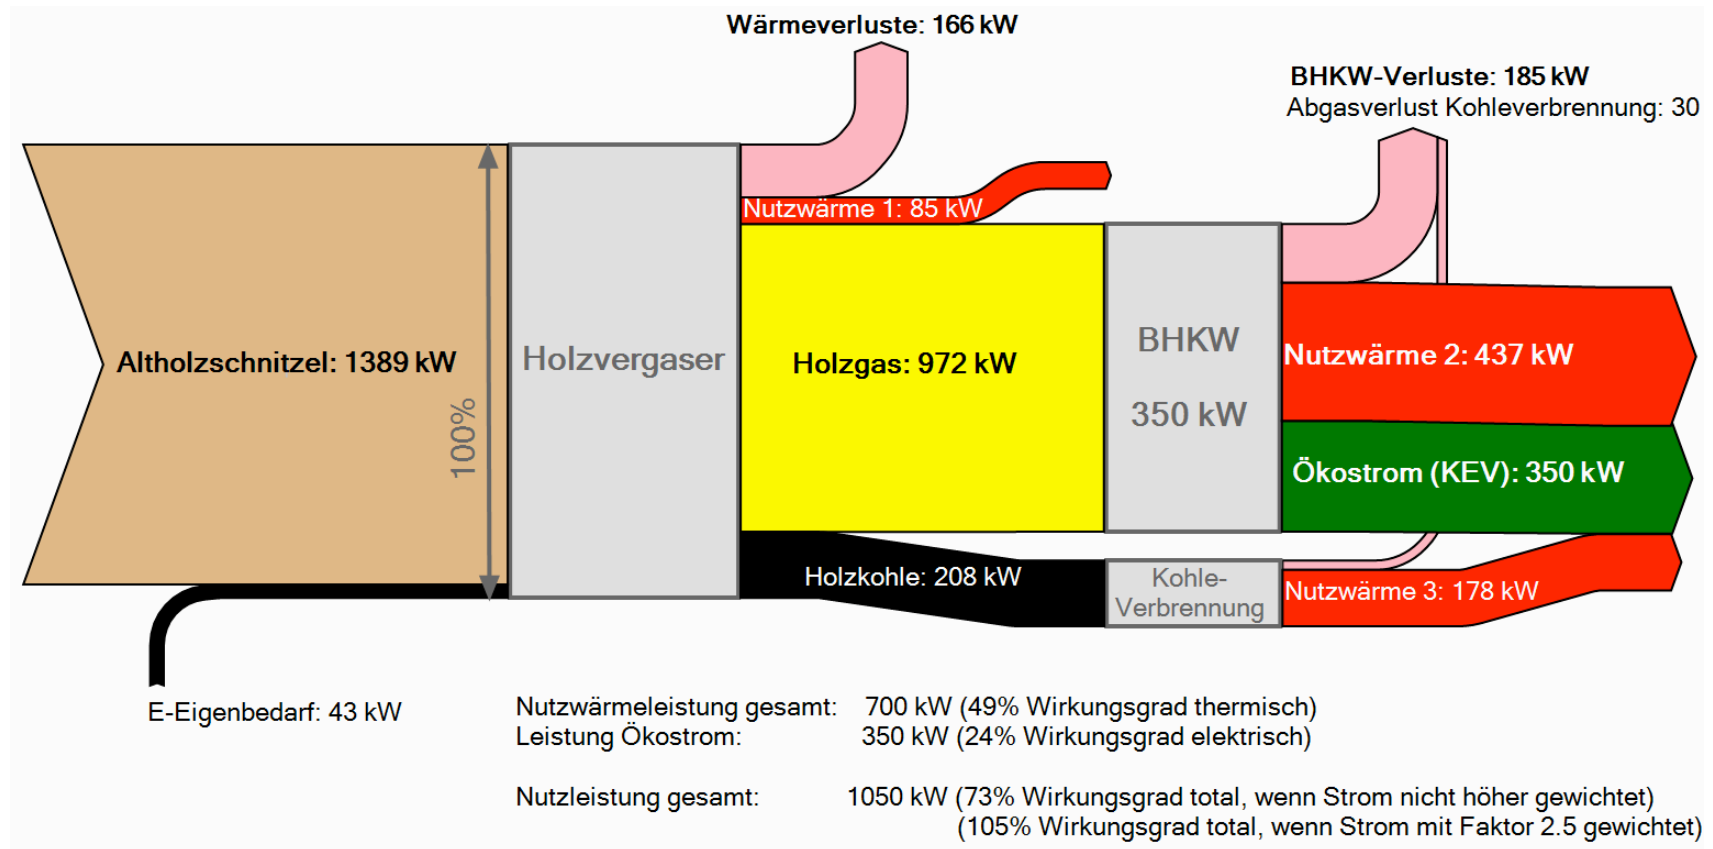 Wärmeverluste: 166 kW
BHKW-Verluste: 185 kW
Abgasverlust Kohleverbrennung: 30
Nutzwärme 1: 85 kW
Altholzschnitzel: 1389 kW
100%
Holzvergaser
Holzgas: 972 kW
BHKW
350 kW
Nutzwärme 2: 437 kW
Ökostrom (KEV): 350 kW
Holzkohle: 208 kW
Kohle-
Verbrennung
Nutzwärme 3: 178 kW
E-Eigenbedarf: 43 kW
Nutzwärmeleistung gesamt: 700 kW (49% Wirkungsgrad thermisch)
Leistung Ökostrom: 350 kW (24% Wirkungsgrad elektrisch)
Nutzleistung gesamt: 1050 kW (73% Wirkungsgrad total, wenn Strom nicht höher gewichtet)
(105% Wirkungsgrad total, wenn Strom mit Faktor 2.5 gewichtet)